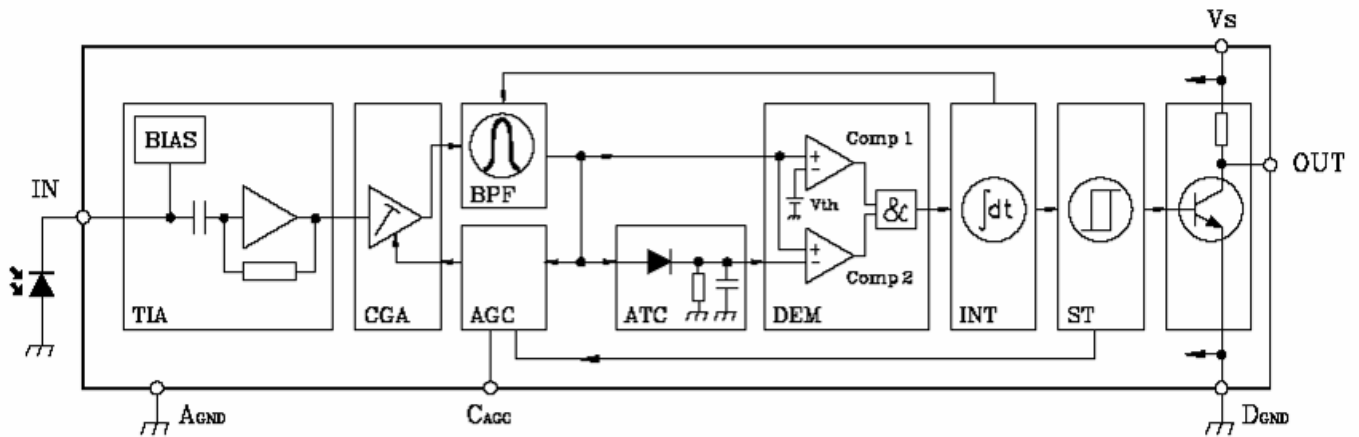 Vs
BIAS
Comp 1
IN
OUT
BPF
Vth
&
∫dt
Comp 2
TIA
CGA
AGC
ATC
DEM
INT
ST
AGND
CAGC
DGND